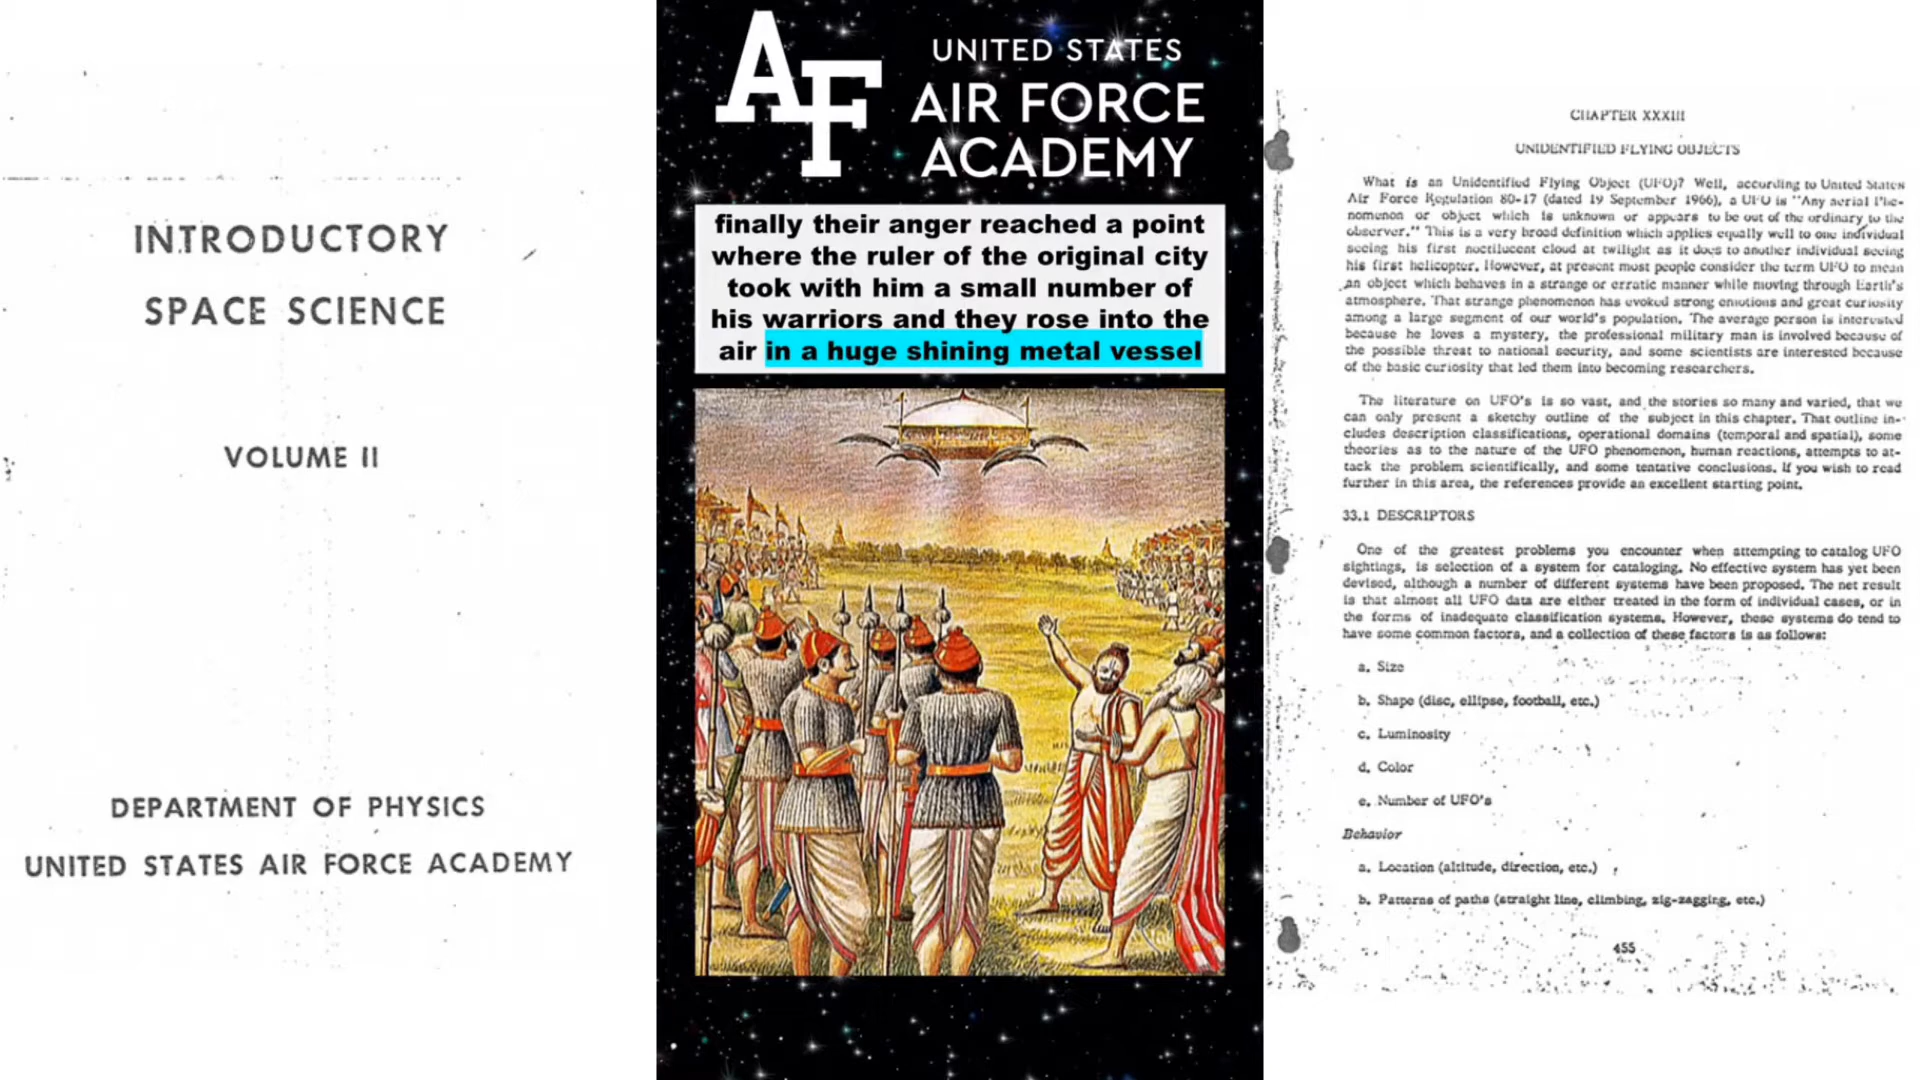 INTRODUCTORY
SPACE SCIENCE
VOLUME II
DEPARTMENT OF PHYSICS
UNITED STATES AIR FORCE ACADEMY
AF
UNITED STATES
AIR FORCE
ACADEMY
finally their anger reached a point
where the ruler of the original city
took with him a small number of
his warriors and they rose into the
air in a huge shining metal vessel
CHAPTER XXXIII
UNIDENTIFIED FLYING OBJECTS
What is an Unidentified Flying Object (UFO)? Well, according to United States
Air Force Regulation 80-17 (dated 19 September 1966), a UFO is "Any aerial Phe-
nomenon or object which is unknown or appears to be out of the ordinary to the
observer." This is a very broad definition which applies equally well to one individual
seeing his first noctilucent cloud at twilight as it does to another individual seeing
his first helicopter. However, at present most people consider the term UFO to mean
an object which behaves in a strange or erratic manner while moving through Earth's
atmosphere. That strange phenomenon has evoked strong emotions and great curiosity
among a large segment of our world's population. The average person is interested
because he loves a mystery, the professional military man is involved because of
the possible threat to national security, and some scientists are interested because
of the basic curiosity that led them into becoming researchers.
The literature on UFO's is so vast, and the stories so many and varied, that we
can only present a sketchy outline of the subject in this chapter. That outline in-
cludes description classifications, operational domains (temporal and spatial), some
theories as to the nature of the UFO phenomenon, human reactions, attempts to at-
tack the problem scientifically, and some tentative conclusions. If you wish to read
further in this area, the references provide an excellent starting point.
33.1 DESCRIPTORS
One of the greatest problems you encounter when attempting to catalog UFO
sightings, is selection of a system for cataloging. No effective system has yet been
devised, although a number of different systems have been proposed. The net result
is that almost all UFO data are either treated in the form of individual cases, or in
the forms of inadequate classification systems. However, these systems do tend to
have some common factors, and a collection of these factors is as follows:
a. Size
b. Shape (disc, ellipse, football, etc.)
c. Luminosity
d. Color
e. Number of UFO's
Behavior
a. Location (altitude, direction, etc.)
b. Patterns of paths (straight line, climbing, zig-zagging, etc.)
455